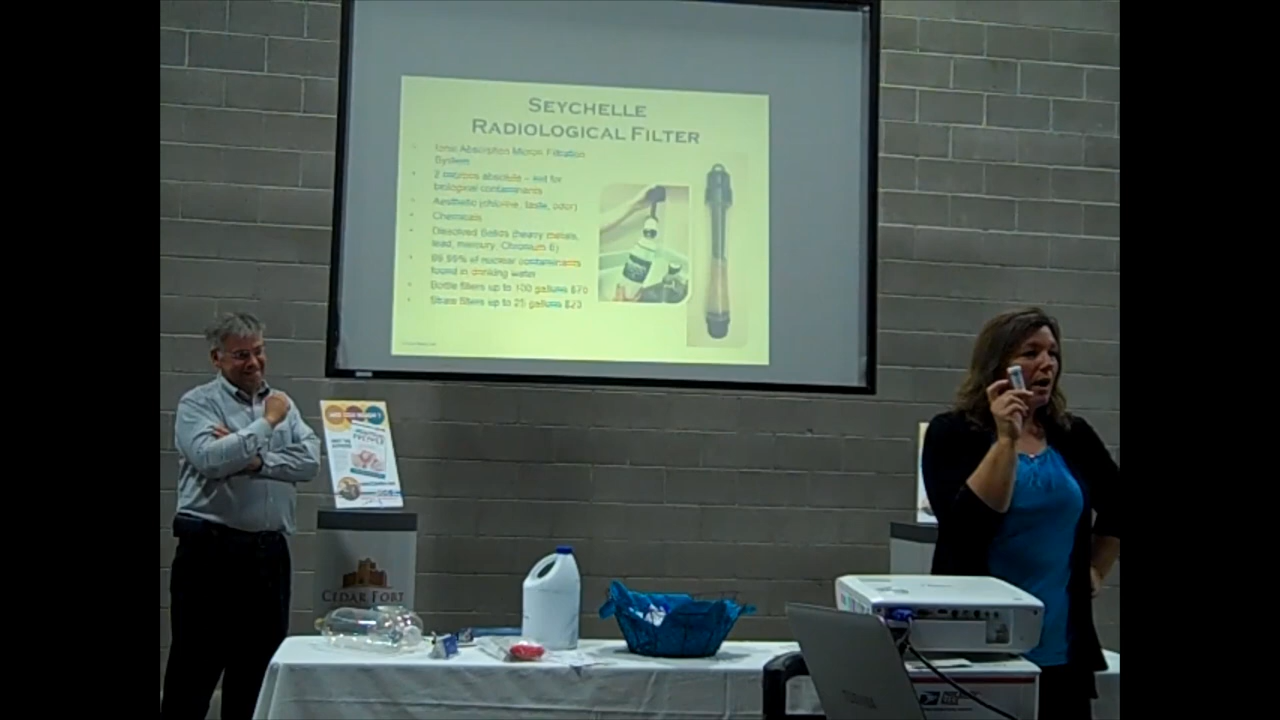 SEYCHELLE
RADIOLOGICAL FILTER
Ionic Absorption Micron Filtration
System
2 microns absolute – not for
biological contaminants
Aesthetic (chlorine, taste, odor)
Chemicals
Dissolved Solids (heavy metals,
lead, mercury, Chromium 6)
99.99% of nuclear contaminants
found in drinking water
Bottle filters up to 100 gallons
Straw filters up to 25 gallons
CEDAR FORT
TOSHIBA